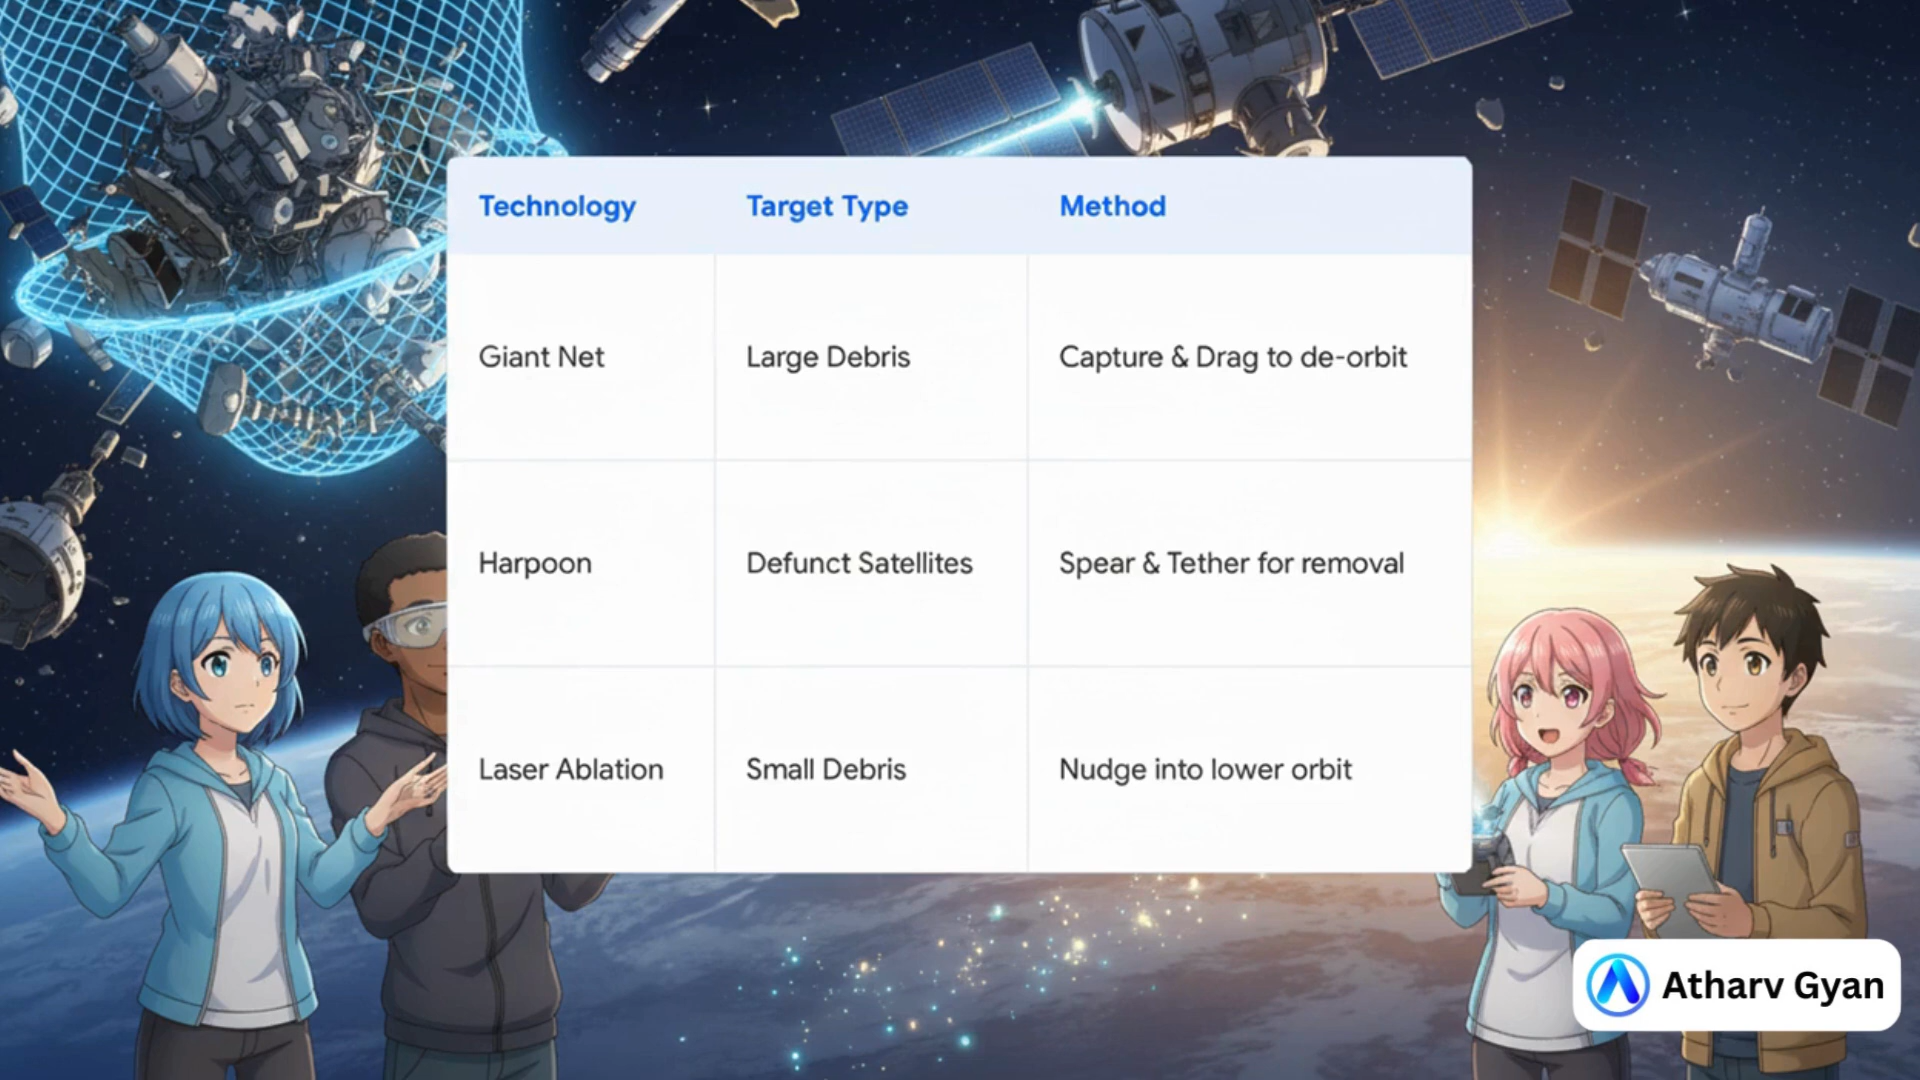 Technology Target Type Method
Giant Net Large Debris Capture & Drag to de-orbit
Harpoon Defunct Satellites Spear & Tether for removal
Laser Ablation Small Debris Nudge into lower orbit
Atharv Gyan